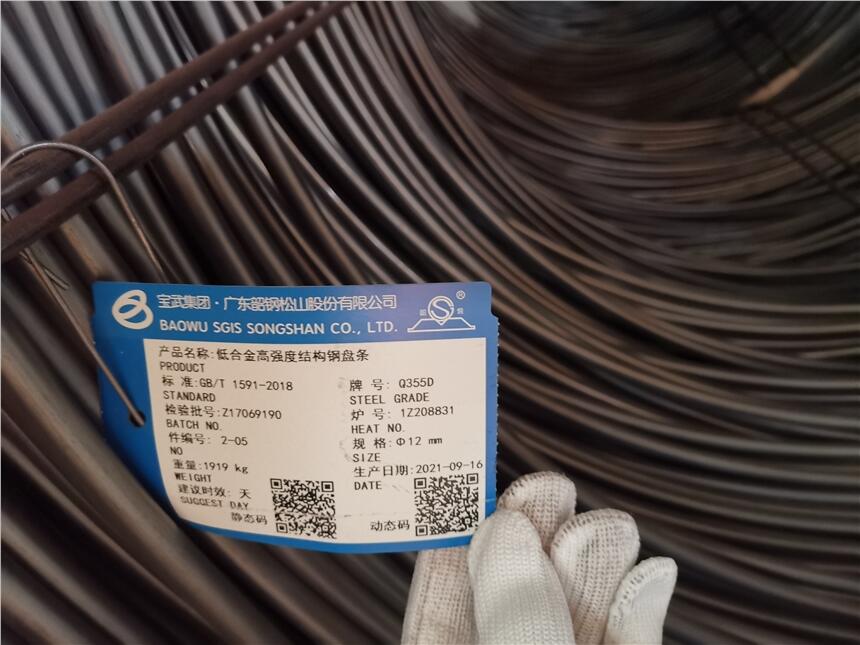 宝武集团·广东韶钢松山股份有限公司
BAOWU SGIS SONGSHAN CO., LTD.
®
产品名称:低合金高强度结构钢盘条
PRODUCT
标 准:GB/T 1591-2018
STANDARD
牌 号: Q355D
STEEL GRADE
检验批号:Z17069190
BATCH NO.
炉 号: 1Z208831
HEAT NO.
件编号: 2-05
NO
规 格:Φ12 mm
SIZE
重量:1919 kg
WEIGHT
生产日期:2021-09-16
DATE
建议时效: 天
SUGGEST DAY
静态码
动态码